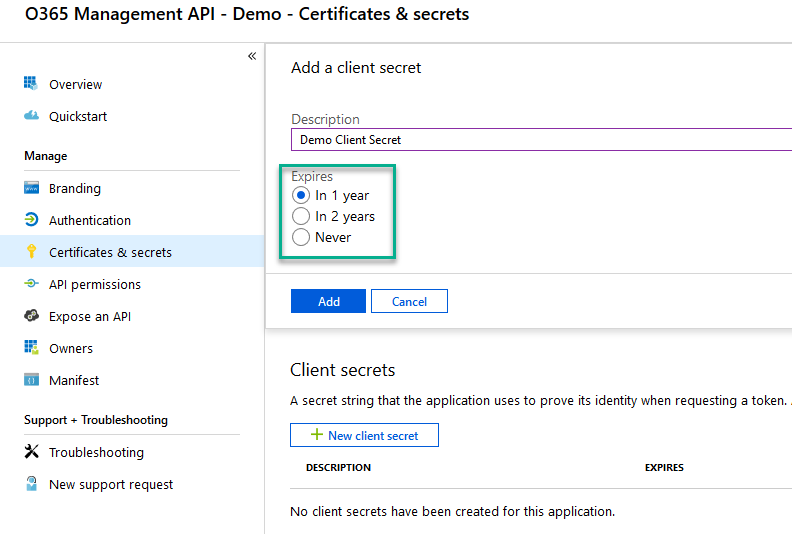 O365 Management API - Demo - Certificates & secrets
«
Overview
Quickstart
Manage
Branding
Authentication
Certificates & secrets
API permissions
Expose an API
Owners
Manifest
Support + Troubleshooting
Troubleshooting
New support request
Add a client secret
Description
Demo Client Secret
Expires
In 1 year
In 2 years
Never
Add Cancel
Client secrets
A secret string that the application uses to prove its identity when requesting a token.
+ New client secret
DESCRIPTION EXPIRES
No client secrets have been created for this application.